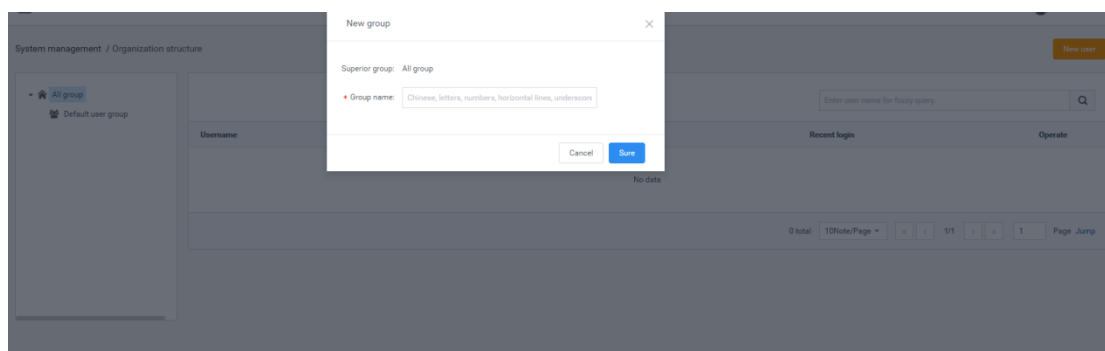 New group
System management / Organization structure
New user
Superior group: All group
All group
* Group name: Chinese, letters, numbers, horizontal lines, underscore
Enter user name for fuzzy query.
Default user group
Username
Recent login
Operate
Cancel
Sure
No data
0 total 10Note/Page 1/1 1 Page Jump